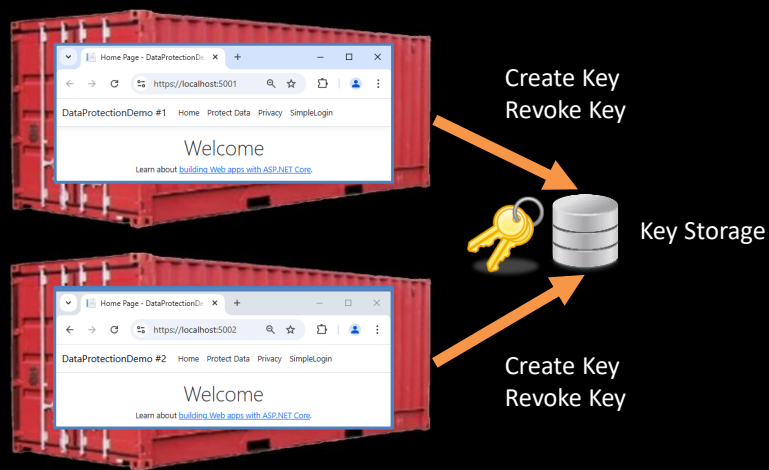 Home Page - DataProtectionDe
https://localhost:5001
DataProtectionDemo #1 Home Protect Data Privacy SimpleLogin
Welcome
Learn about building Web apps with ASP.NET Core.
Create Key
Revoke Key
Key Storage
Home Page - DataProtectionDe
https://localhost:5002
DataProtectionDemo #2 Home Protect Data Privacy SimpleLogin
Welcome
Learn about building Web apps with ASP.NET Core.
Create Key
Revoke Key